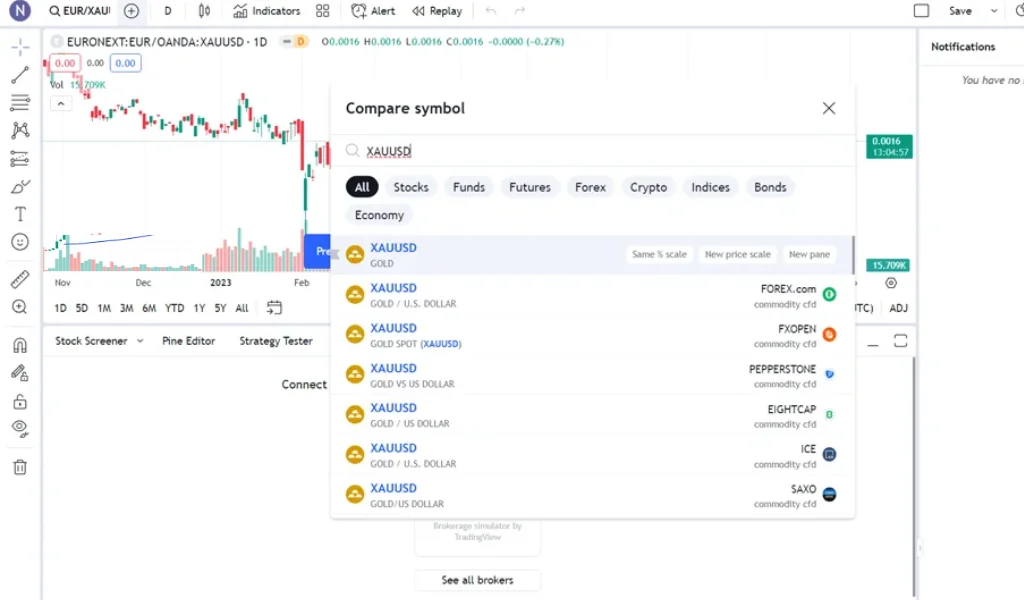 N EUR/XAUI D Indicators Alert Replay Save
EURONEXT:EUR/OANDA:XAUUSD · 1D D O0.0016 H0.0016 L0.0016 C0.0016 -0.0000 (-0.27%)
0.00 0.00 0.00
Vol 15.709K
Notifications
You have no
Compare symbol
XAUUSD
All Stocks Funds Futures Forex Crypto Indices Bonds
Economy
XAUUSD
GOLD
Same % scale New price scale New pane
XAUUSD FOREX.com
GOLD / U.S. DOLLAR commodity cfd
XAUUSD FXOPEN
GOLD SPOT (XAUUSD) commodity cfd
XAUUSD PEPPERSTONE
GOLD VS US DOLLAR commodity cfd
XAUUSD EIGHTCAP
GOLD / US DOLLAR commodity cfd
XAUUSD ICE
GOLD / U.S. DOLLAR commodity cfd
XAUUSD SAXO
GOLD/US DOLLAR commodity cfd
0.0016
13:04:57
15.709K
Pro
Nov Dec 2023 Feb
1D 5D 1M 3M 6M YTD 1Y 5Y All TC) ADJ
Stock Screener Pine Editor Strategy Tester
Connect
Brokerage simulator by
TradingView
See all brokers